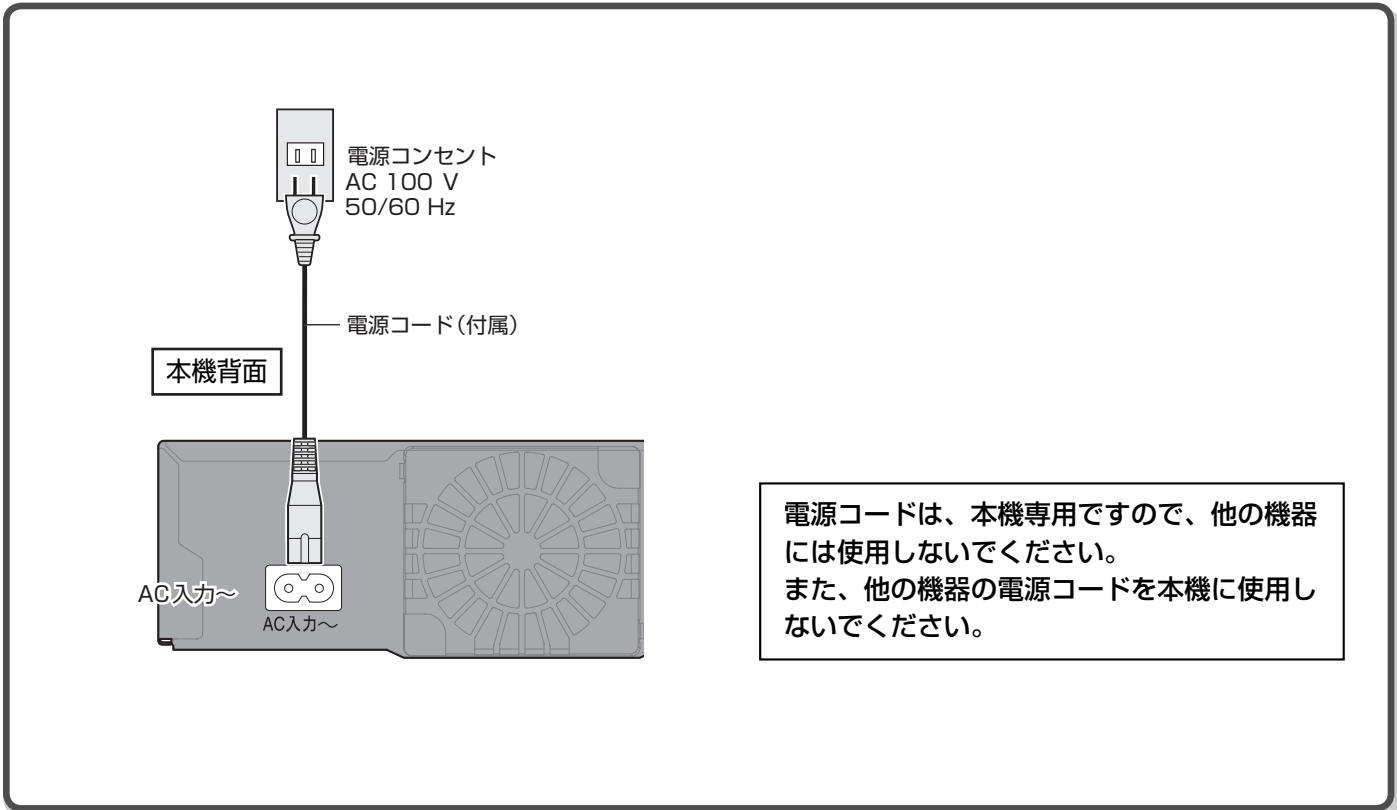 電源コンセント
AC 100 V
50/60 Hz
電源コード（付属）
本機背面
AC入力～
AC入力～
電源コードは、本機専用ですので、他の機器
には使用しないでください。
また、他の機器の電源コードを本機に使用し
ないでください。